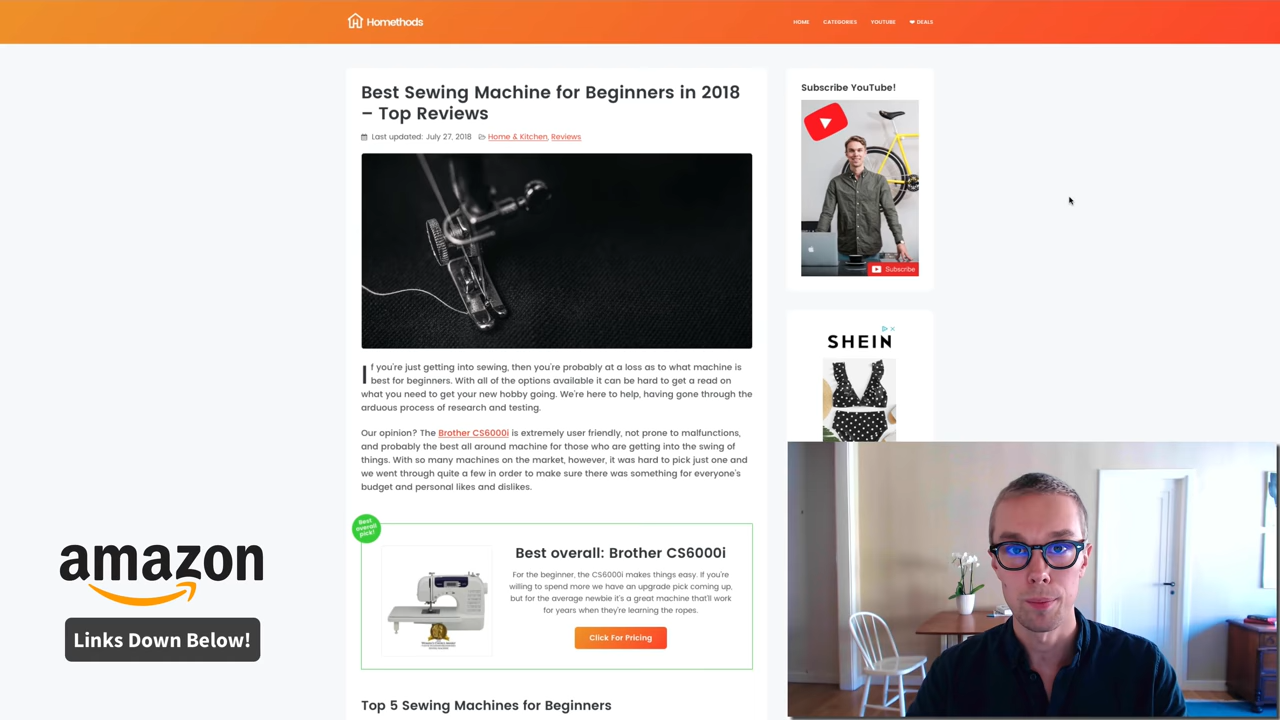 Homethods
HOME CATEGORIES YOUTUBE ❤ DEALS
Best Sewing Machine for Beginners in 2018
– Top Reviews
Last updated: July 27, 2018 Home & Kitchen, Reviews
If you're just getting into sewing, then you're probably at a loss as to what machine is
best for beginners. With all of the options available it can be hard to get a read on
what you need to get your new hobby going. We're here to help, having gone through the
arduous process of research and testing.
Our opinion? The Brother CS6000i is extremely user friendly, not prone to malfunctions,
and probably the best all around machine for those who are getting into the swing of
things. With so many machines on the market, however, it was hard to pick just one and
we went through quite a few in order to make sure there was something for everyone's
budget and personal likes and dislikes.
Best
overall
pick!
Best overall: Brother CS6000i
For the beginner, the CS6000i makes things easy. If you're
willing to spend more we have an upgrade pick coming up,
but for the average newbie it's a great machine that'll work
for years when they're learning the ropes.
Click For Pricing
Top 5 Sewing Machines for Beginners
Subscribe YouTube!
Subscribe
SHEIN
amazon
Links Down Below!